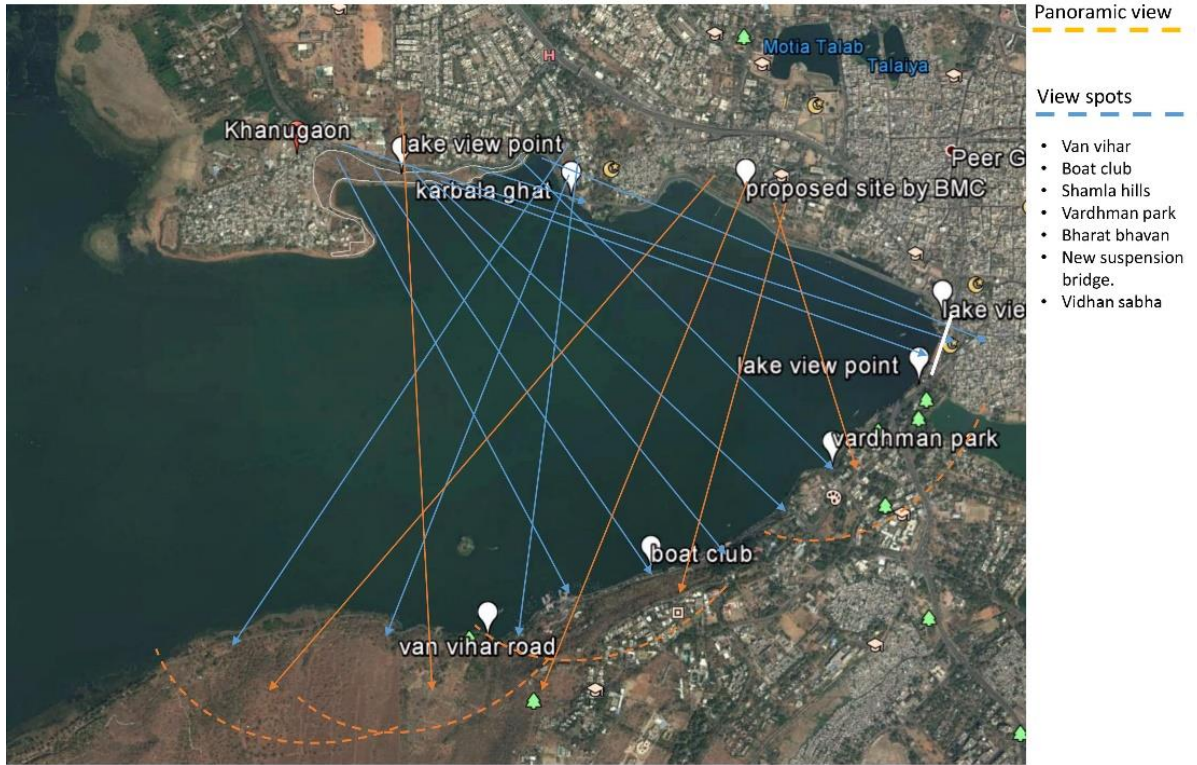 Panoramic view
Motia Talab
Talaiya
H
View spots
Khanugaon
lake view point
Peer G
karbala ghat
proposed site by BMC
• Van vihar
• Boat club
• Shamla hills
• Vardhman park
• Bharat bhavan
• New suspension
bridge.
• Vidhan sabha
lake vie
lake view point
vardhman park
boat club
van vihar road